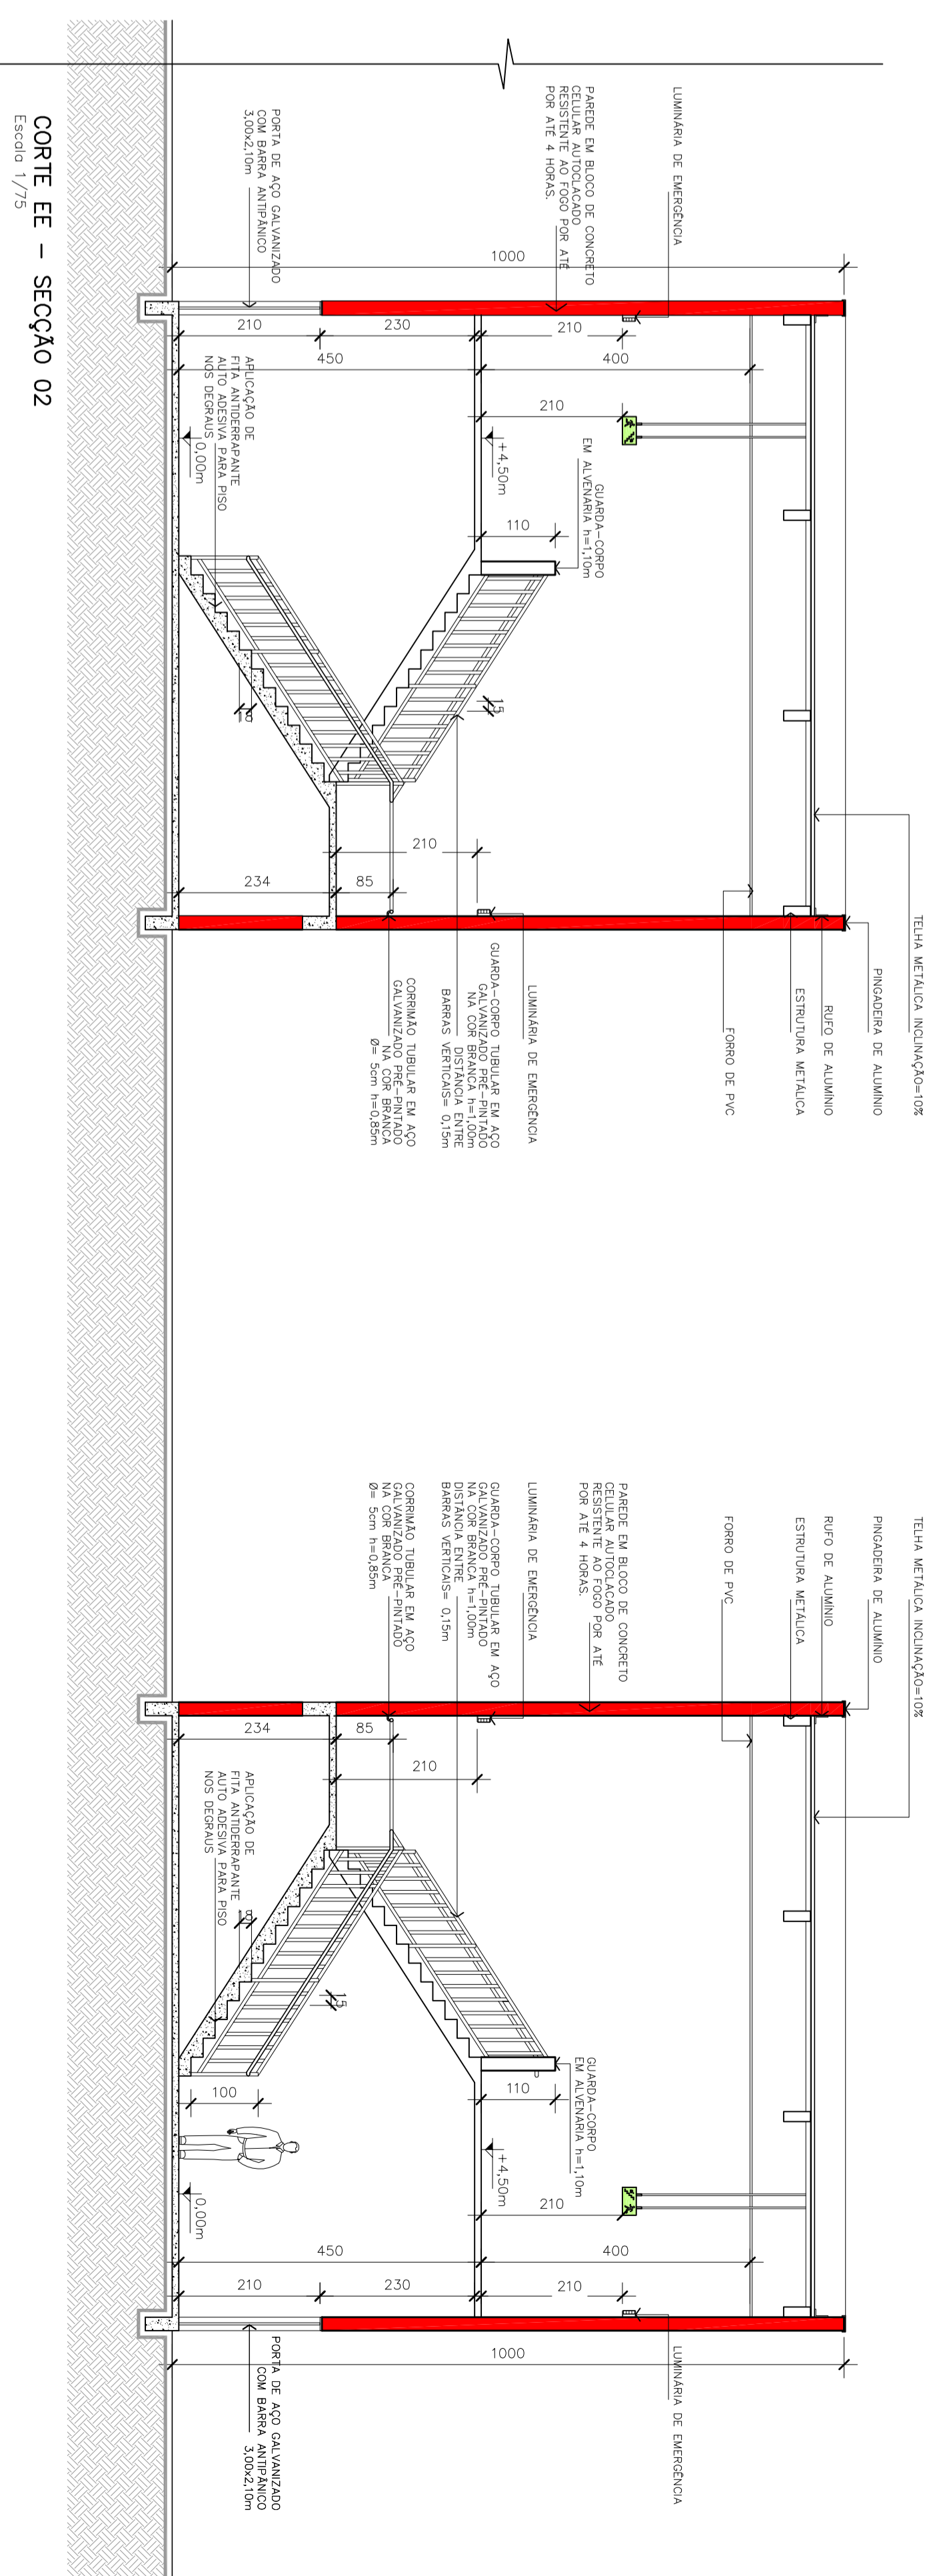 TELHA METÁLICA INCLINAÇÃO=10%
PINGADEIRA DE ALUMÍNIO
RUFO DE ALUMÍNIO
ESTRUTURA METÁLICA
FORRO DE PVC
LUMINÁRIA DE EMERGÊNCIA
PAREDE EM BLOCO DE CONCRETO
CELULAR AUTOCLACADO
RESISTENTE AO FOGO POR ATÉ
POR ATÉ 4 HORAS.
PORTA DE AÇO GALVANIZADO
COM BARRA ANTIPÂNICO
3,00x2,10m
1000
210
230
210
450
400
210
+4,50m
0,00m
GUARDA-CORPO
EM ALVENARIA h=1,10m
110
APLICAÇÃO DE
FITA ANTIDERRAPANTE
AUTO ADESIVA PARA PISO
NOS DEGRAUS
18
15
210
234
85
LUMINÁRIA DE EMERGÊNCIA
GUARDA-CORPO TUBULAR EM AÇO
GALVANIZADO PRÉ-PINTADO
NA COR BRANCA h=1,00m
DISTÂNCIA ENTRE
BARRAS VERTICAIS= 0,15m
CORRIMÃO TUBULAR EM AÇO
GALVANIZADO PRÉ-PINTADO
NA COR BRANCA
Ø= 5cm h=0,85m
TELHA METÁLICA INCLINAÇÃO=10%
PINGADEIRA DE ALUMÍNIO
RUFO DE ALUMÍNIO
ESTRUTURA METÁLICA
FORRO DE PVC
PAREDE EM BLOCO DE CONCRETO
CELULAR AUTOCLACADO
RESISTENTE AO FOGO POR ATÉ
POR ATÉ 4 HORAS.
LUMINÁRIA DE EMERGÊNCIA
GUARDA-CORPO TUBULAR EM AÇO
GALVANIZADO PRÉ-PINTADO
NA COR BRANCA h=1,00m
DISTÂNCIA ENTRE
BARRAS VERTICAIS= 0,15m
CORRIMÃO TUBULAR EM AÇO
GALVANIZADO PRÉ-PINTADO
NA COR BRANCA
Ø= 5cm h=0,85m
234
85
210
APLICAÇÃO DE
FITA ANTIDERRAPANTE
AUTO ADESIVA PARA PISO
NOS DEGRAUS
18
15
100
GUARDA-CORPO
EM ALVENARIA h=1,10m
110
+4,50m
0,00m
210
450
400
210
230
210
1000
LUMINÁRIA DE EMERGÊNCIA
PORTA DE AÇO GALVANIZADO
COM BARRA ANTIPÂNICO
3,00x2,10m
CORTE EE - SECÇÃO 02
Escala 1/75